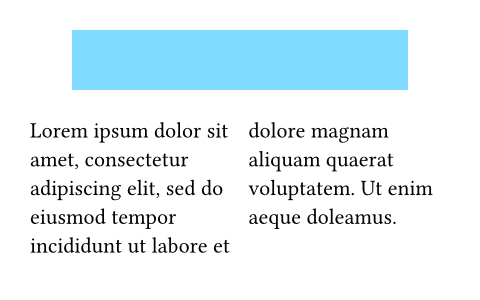 Lorem ipsum dolor sit
amet, consectetur
adipiscing elit, sed do
eiusmod tempor
incididunt ut labore et
dolore magnam
aliquam quaerat
voluptatem. Ut enim
aeque doleamus.